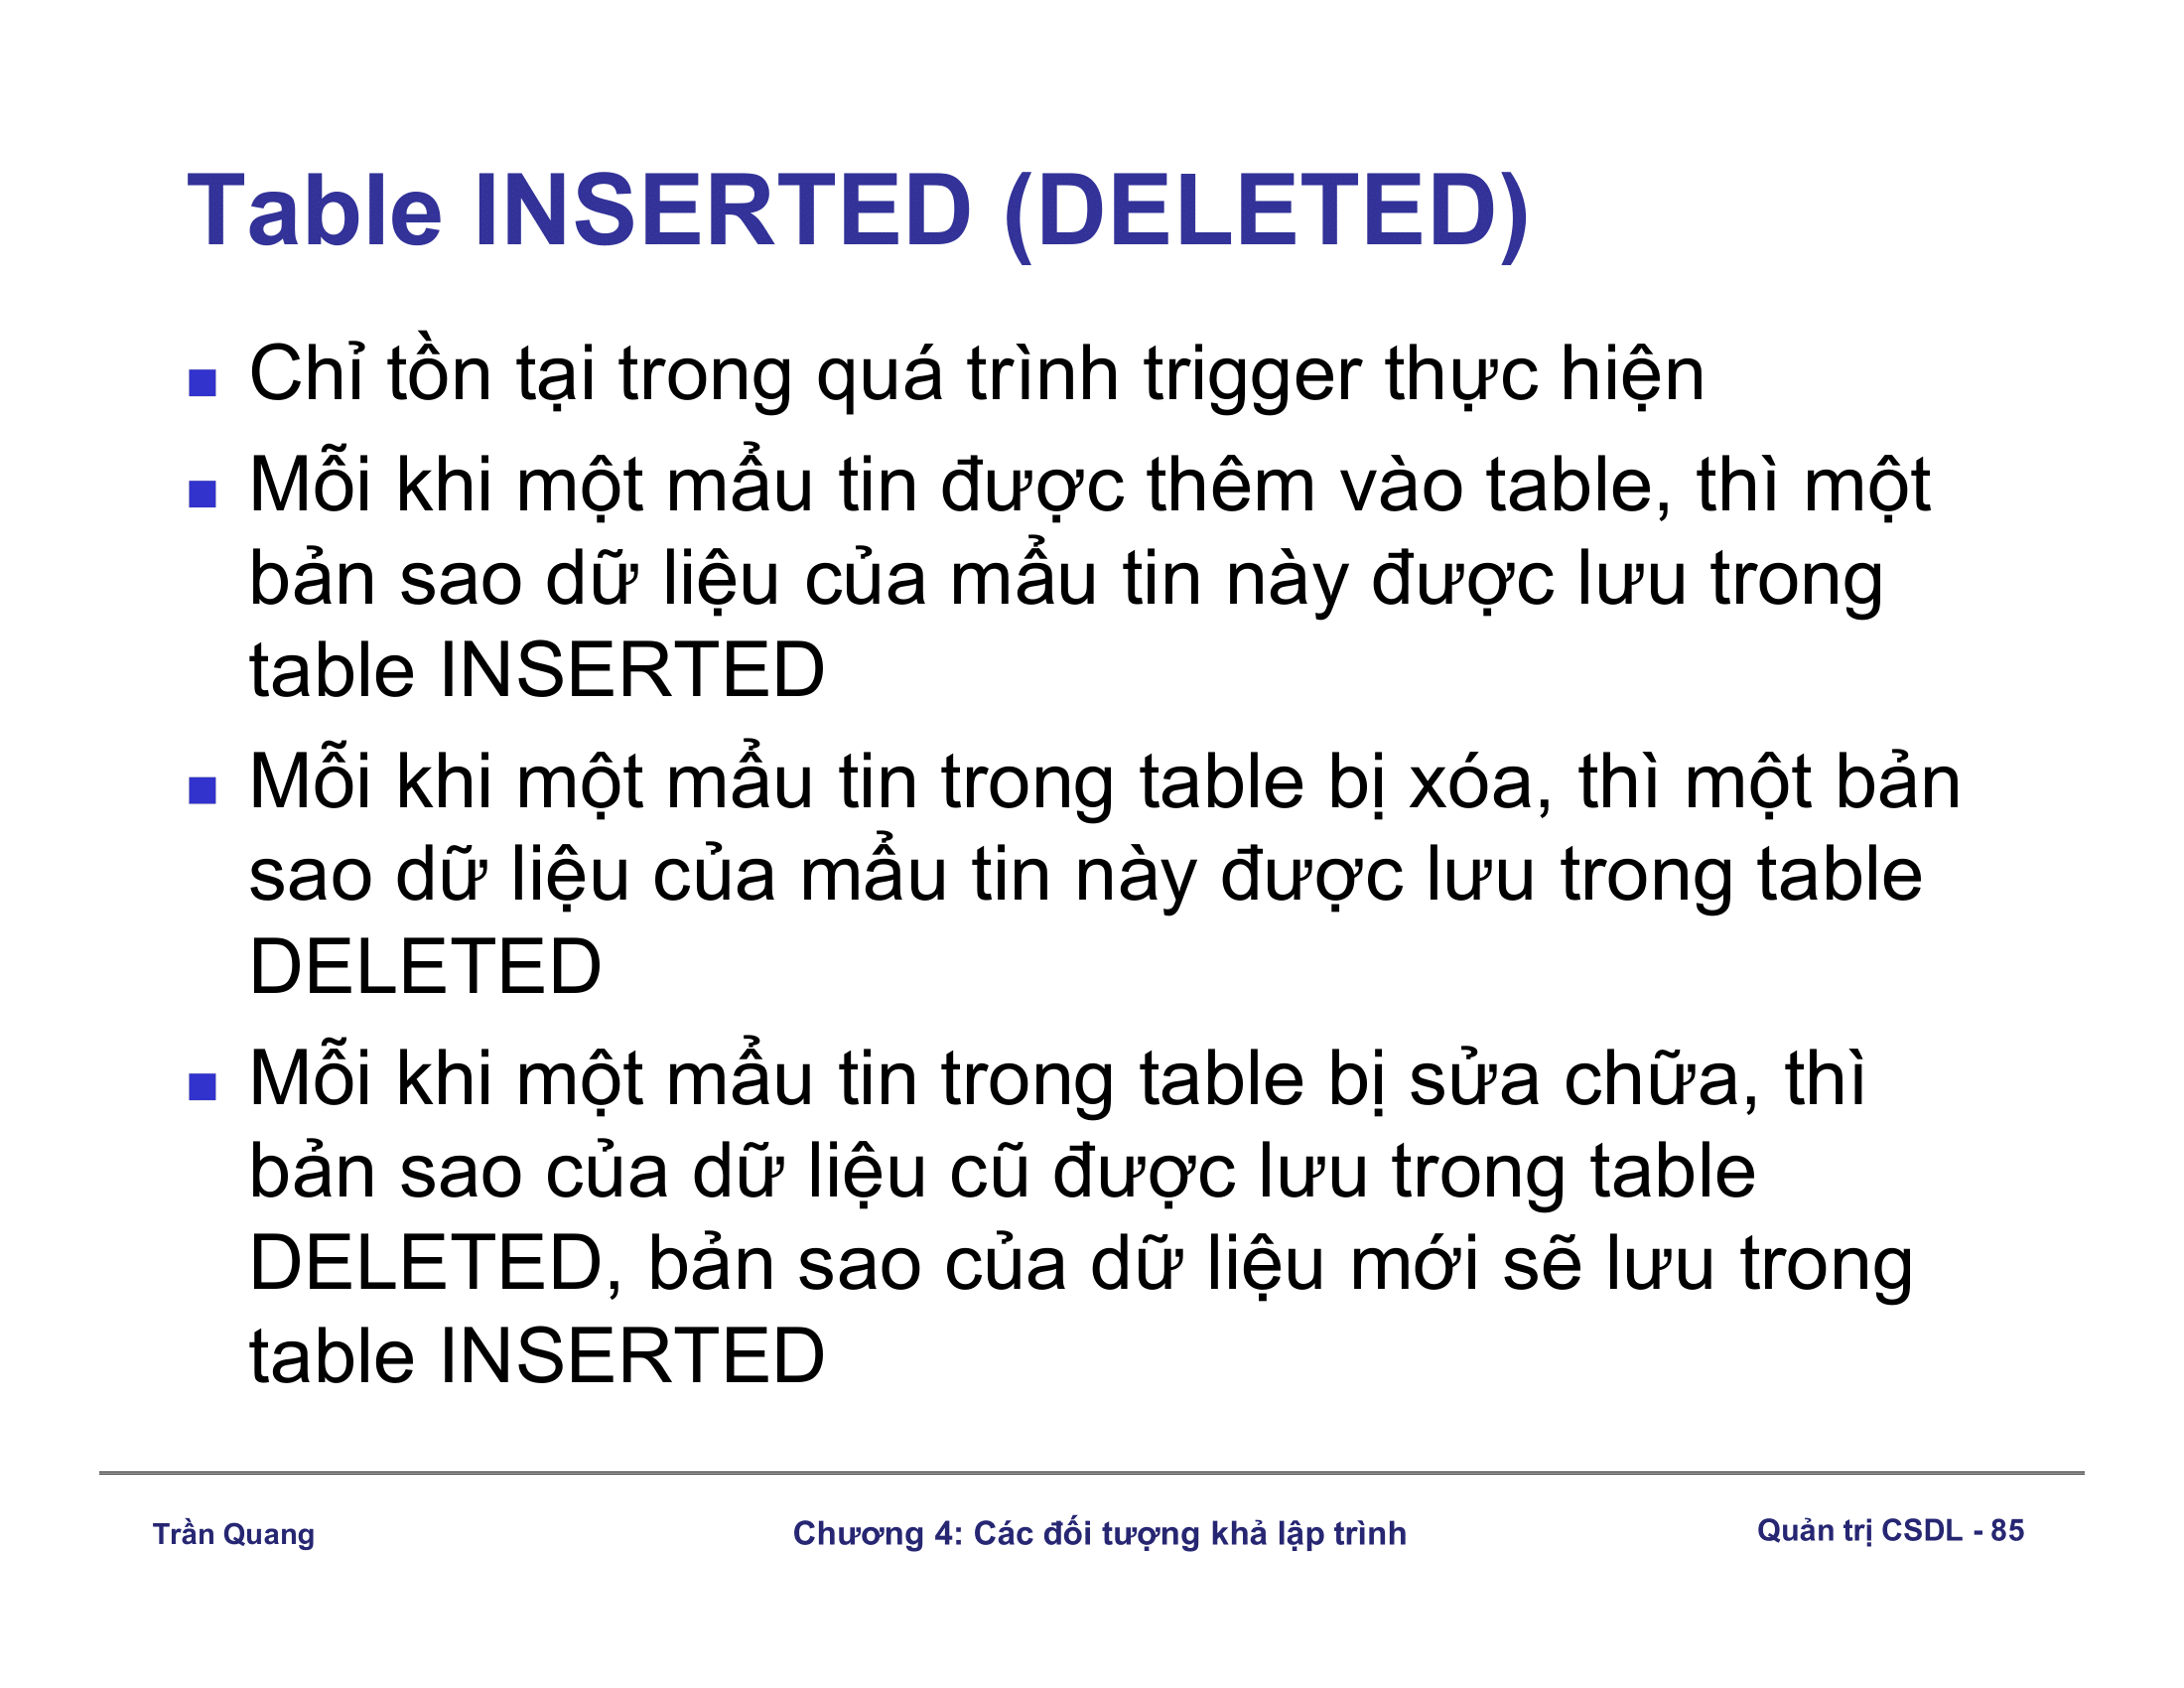 Table INSERTED (DELETED)
Chỉ tồn tại trong quá trình trigger thực hiện
Mỗi khi một mẩu tin được thêm vào table, thì một
bản sao dữ liệu của mẩu tin này được lưu trong
table INSERTED
Mỗi khi một mẩu tin trong table bị xóa, thì một bản
sao dữ liệu của mẩu tin này được lưu trong table
DELETED
Mỗi khi một mẩu tin trong table bị sửa chữa, thì
bản sao của dữ liệu cũ được lưu trong table
DELETED, bản sao của dữ liệu mới sẽ lưu trong
table INSERTED
Trần Quang
Chương 4: Các đối tượng khả lập trình
Quản trị CSDL - 85